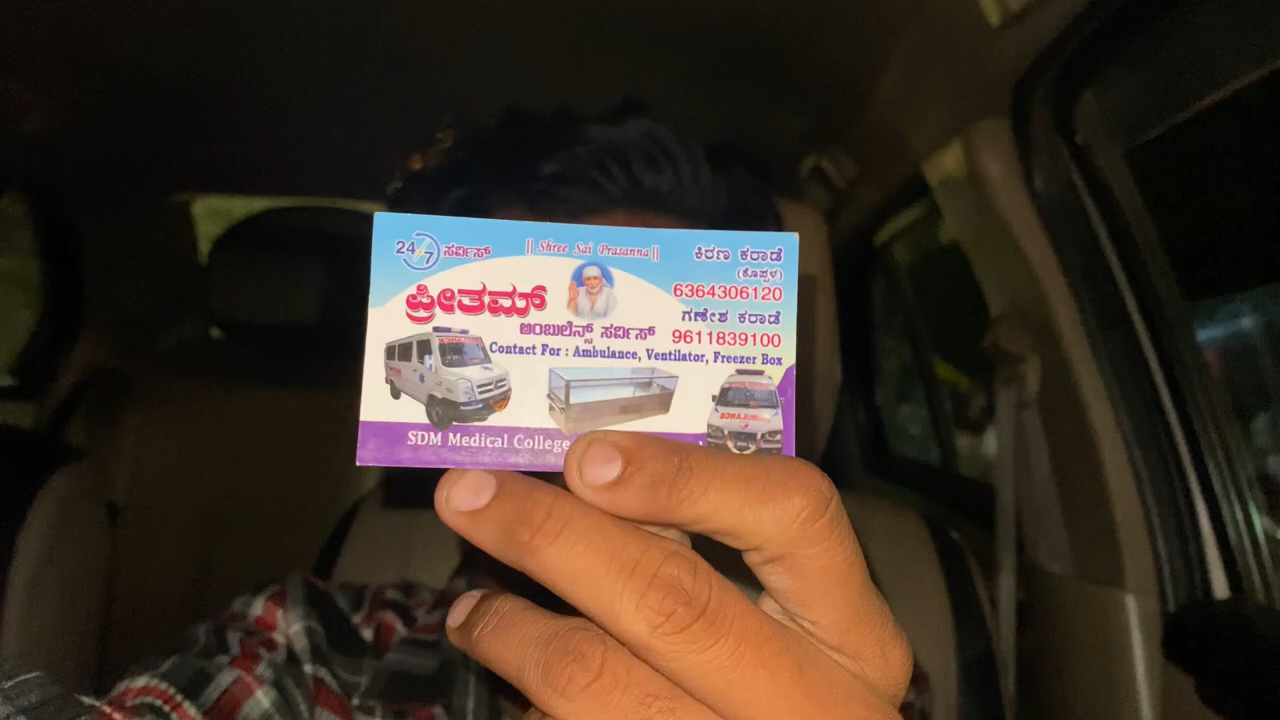 24/7 ಸರ್ವಿಸ್
|| Shree Sai Prasanna ||
ಕಿರಣ ಕರಾಡೆ
(ಕೊಪ್ಪಳ)
6364306120
ಗಣೇಶ ಕರಾಡೆ
9611839100
ಪ್ರೀತಮ್
ಅಂಬುಲೆನ್ಸ್ ಸರ್ವಿಸ್
Contact For : Ambulance, Ventilator, Freezer Box
SDM Medical College